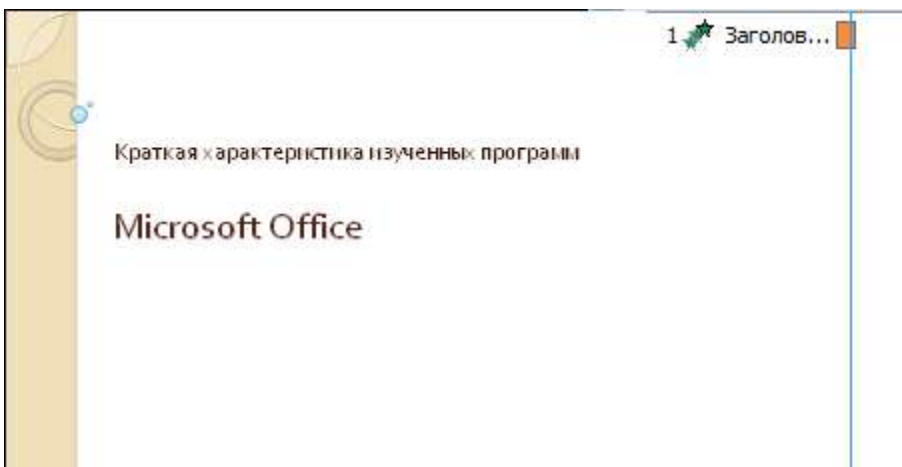 1 Заголов...
Краткая характеристика изученных программ
Microsoft Office